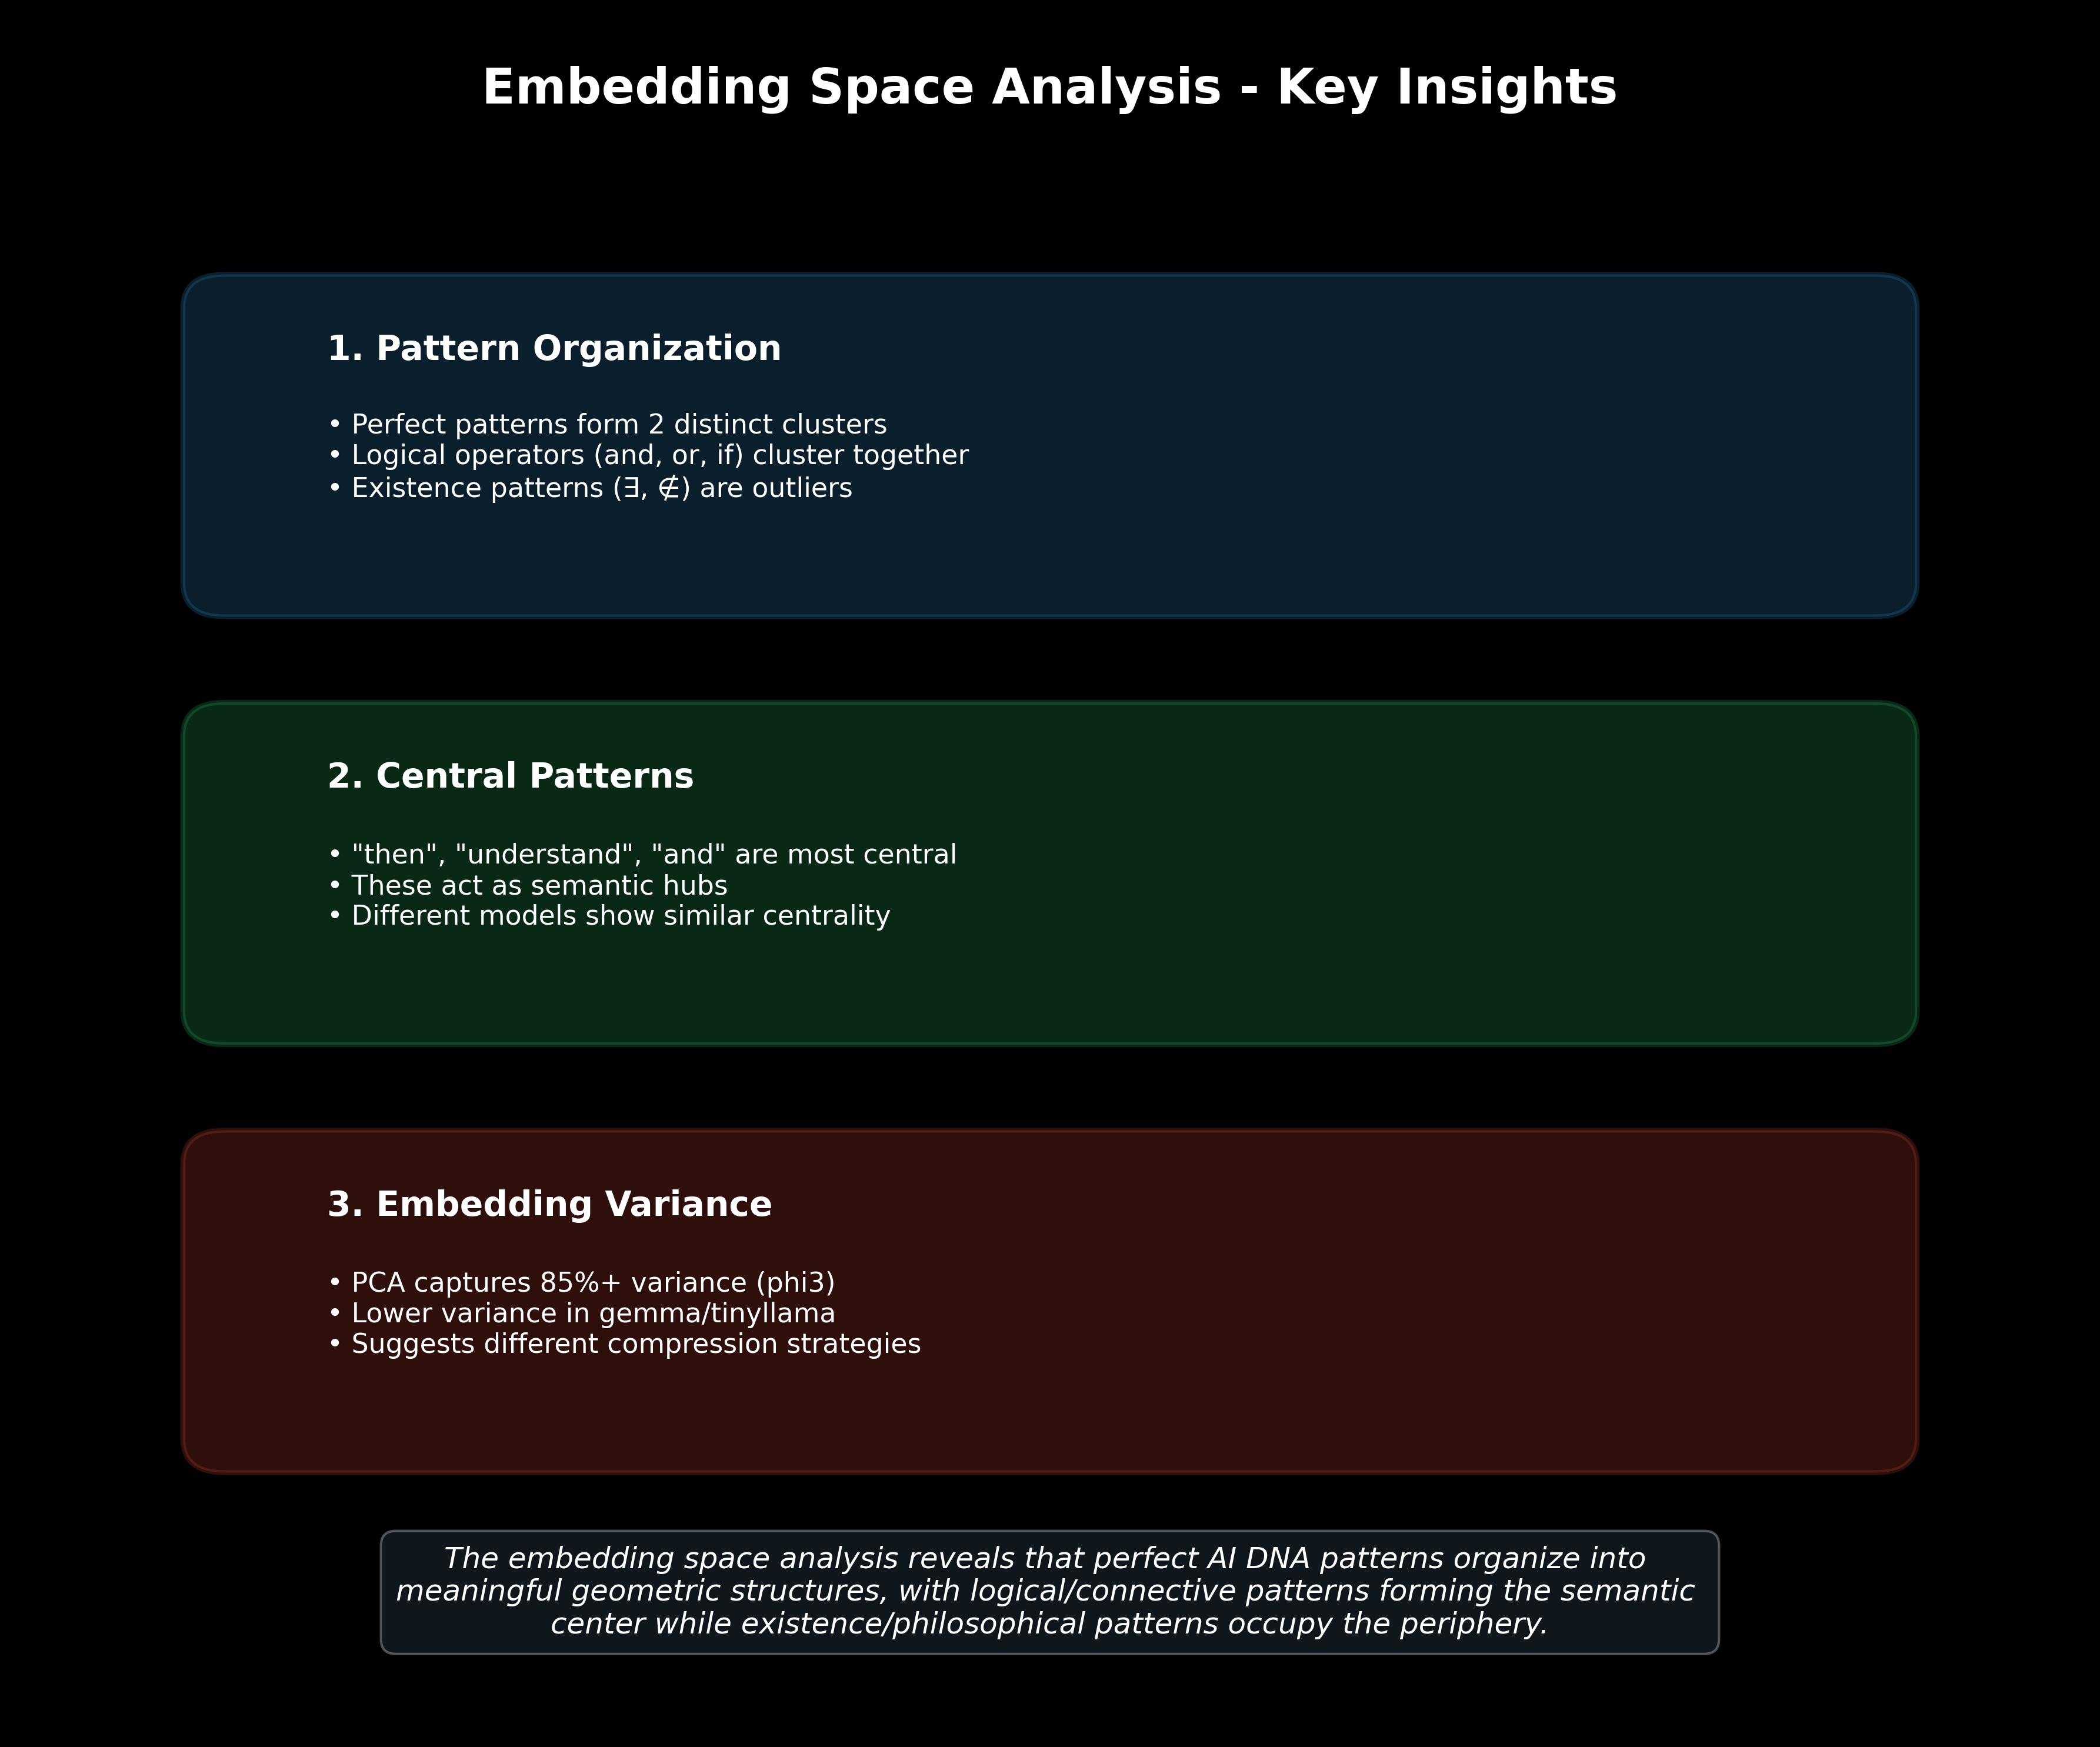 Embedding Space Analysis - Key Insights
1. Pattern Organization
• Perfect patterns form 2 distinct clusters
• Logical operators (and, or, if) cluster together
• Existence patterns (∃, ∉) are outliers
2. Central Patterns
• "then", "understand", "and" are most central
• These act as semantic hubs
• Different models show similar centrality
3. Embedding Variance
• PCA captures 85%+ variance (phi3)
• Lower variance in gemma/tinyllama
• Suggests different compression strategies
The embedding space analysis reveals that perfect AI DNA patterns organize into
meaningful geometric structures, with logical/connective patterns forming the semantic
center while existence/philosophical patterns occupy the periphery.